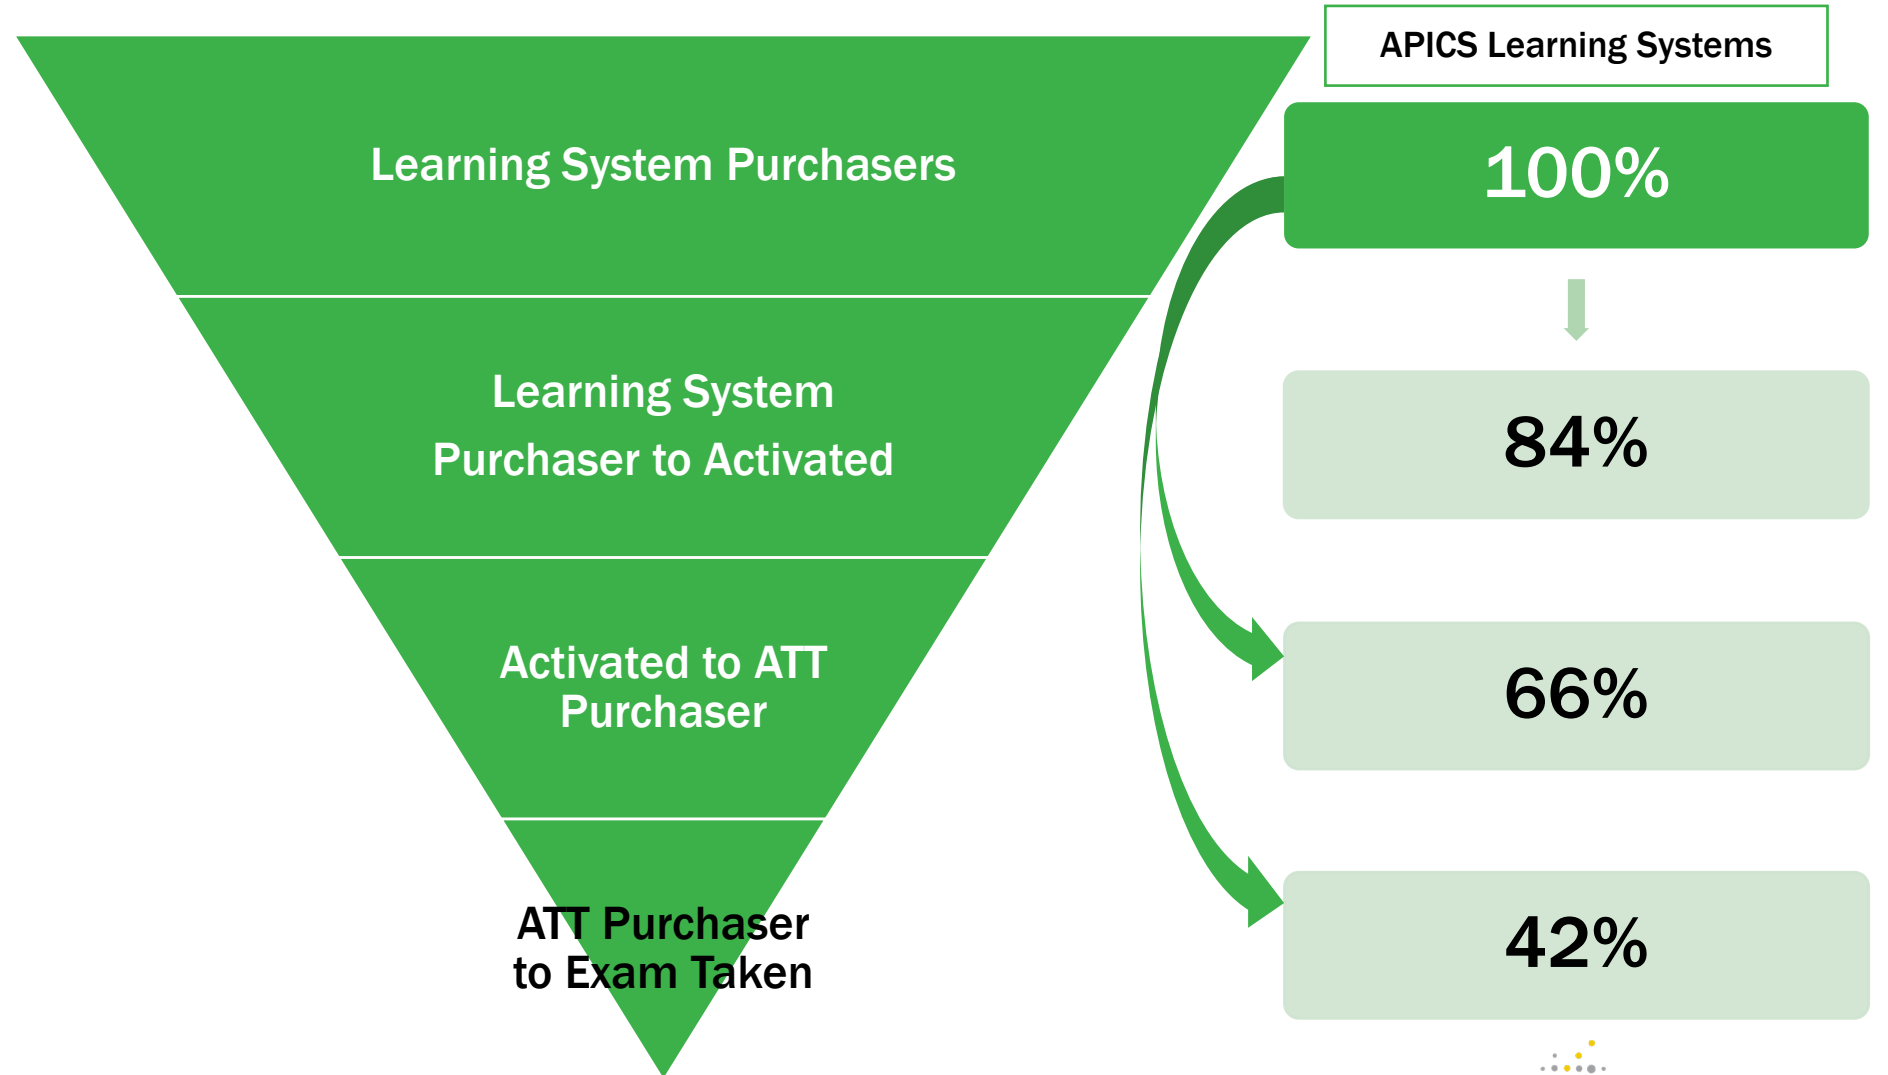 APICS Learning Systems
Learning System Purchasers
100%
Learning System
Purchaser to Activated
84%
Activated to ATT
Purchaser
66%
ATT Purchaser
to Exam Taken
42%